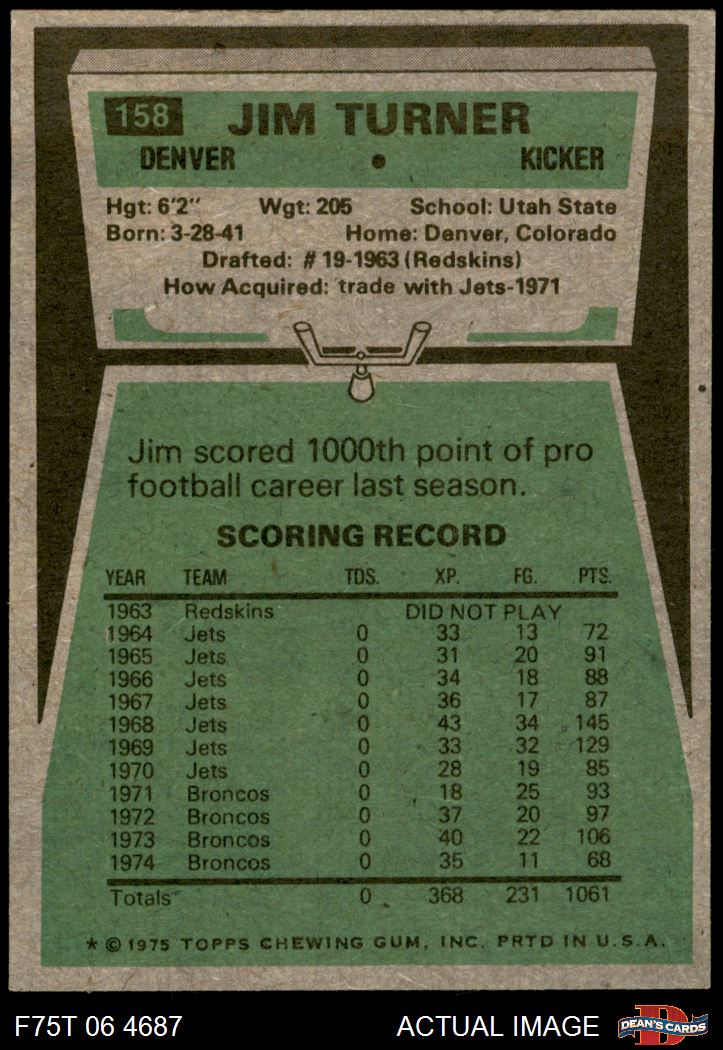 158 JIM TURNER
DENVER • KICKER
Hgt: 6'2" Wgt: 205 School: Utah State
Born: 3-28-41 Home: Denver, Colorado
Drafted: #19-1963 (Redskins)
How Acquired: trade with Jets-1971
Jim scored 1000th point of pro
football career last season.
SCORING RECORD
YEAR TEAM TDS. XP. FG. PTS.
1963 Redskins DID NOT PLAY
1964 Jets 0 33 13 72
1965 Jets 0 31 20 91
1966 Jets 0 34 18 88
1967 Jets 0 36 17 87
1968 Jets 0 43 34 145
1969 Jets 0 33 32 129
1970 Jets 0 28 19 85
1971 Broncos 0 18 25 93
1972 Broncos 0 37 20 97
1973 Broncos 0 40 22 106
1974 Broncos 0 35 11 68
Totals 0 368 231 1061
* © 1975 TOPPS CHEWING GUM, INC. PRTD IN U.S.A.
F75T 06 4687 ACTUAL IMAGE D DEAN'S CARDS